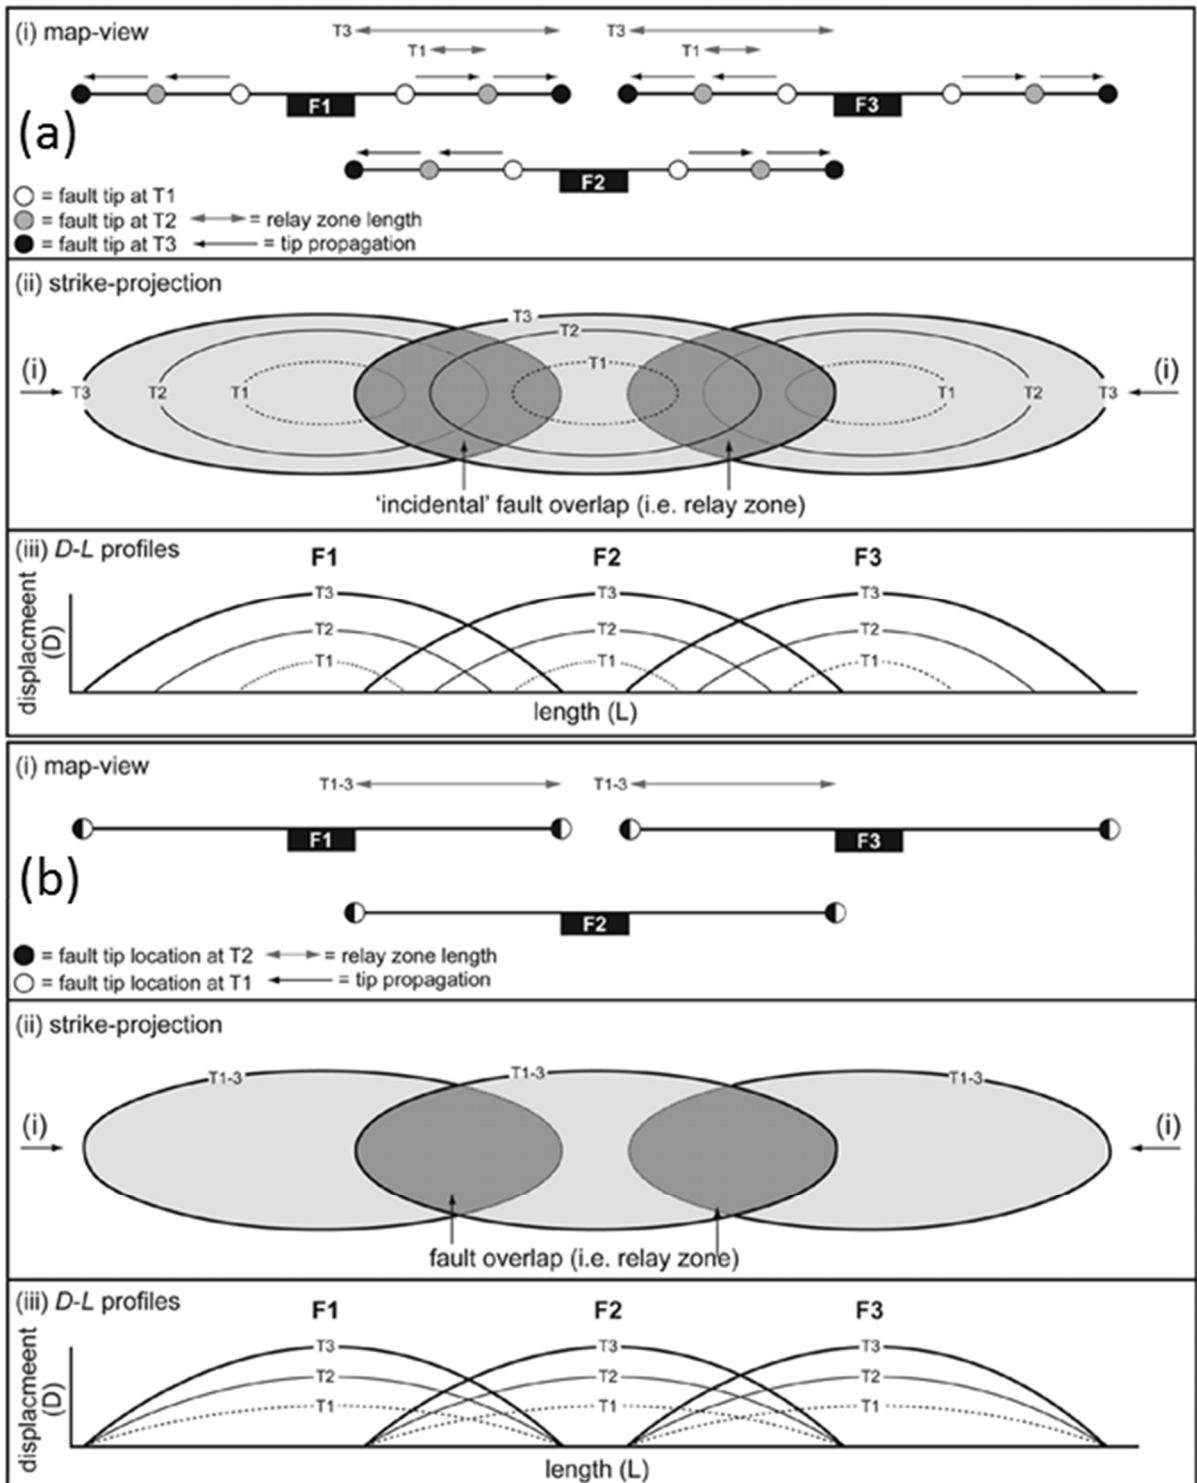 (i) map-view
T3
T3
T1
T1
F1
F3
(a)
F2
= fault tip at T1
= fault tip at T2 = relay zone length
= fault tip at T3 = tip propagation
(ii) strike-projection
T3
T2
T1
(i)
T3 T2 T1
T1 T2 T3
(i)
'incidental' fault overlap (i.e. relay zone)
(iii) D-L profiles
F1 F2 F3
displacmeent
(D)
T3 T3 T3
T2 T2 T2
T1 T1 T1
length (L)
(i) map-view
T1-3 T1-3
F1 F3
(b)
F2
= fault tip location at T2 = relay zone length
= fault tip location at T1 = tip propagation
(ii) strike-projection
T1-3 T1-3 T1-3
(i) (i)
fault overlap (i.e. relay zone)
(iii) D-L profiles
F1 F2 F3
displacmeent
(D)
T3 T3 T3
T2 T2 T2
T1 T1 T1
length (L)